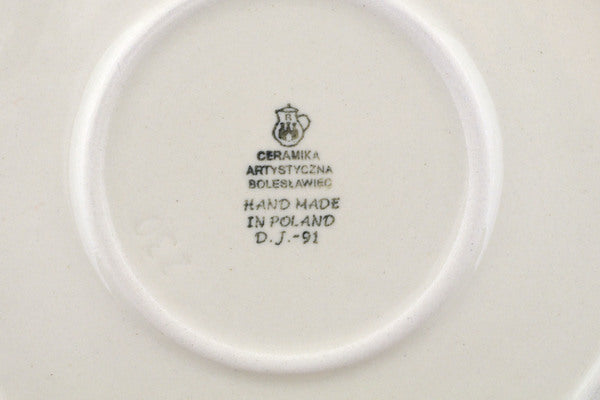 B
CERAMIKA
ARTYSTYCZNA
BOLESŁAWIEC
HAND MADE
IN POLAND
D.J.-91